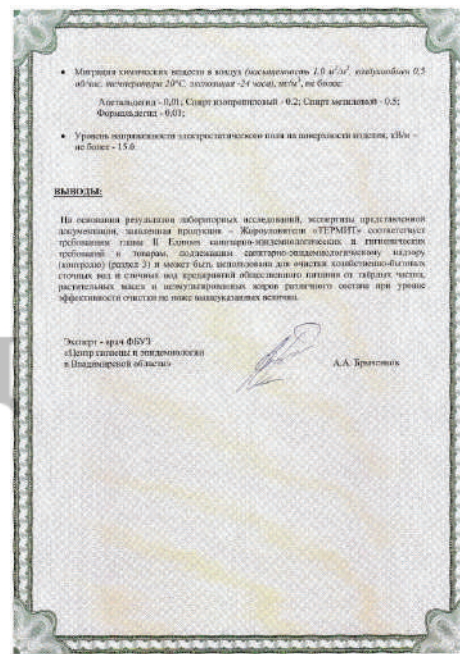 • Миграция химических веществ в воздух (насыщенность 1,0 м²/м³, воздухообмен 0,5
об/час, температура 20°С, экспозиция -24 часа), мг/м³, не более:
Ацетальдегид - 0,01; Спирт изопропиловый - 0,2; Спирт метиловый - 0,5;
Формальдегид - 0,01;
• Уровень напряженности электростатического поля на поверхности изделия, кВ/м –
не более - 15,0
ВЫВОДЫ:
На основании результатов лабораторных исследований, экспертизы представленной
документации, заявленная продукция – Жироуловители «ТЕРМИТ» соответствует
требованиям главы II Единых санитарно-эпидемиологических и гигиенических
требований к товарам, подлежащим санитарно-эпидемиологическому надзору
(контролю) (раздел 3) и может быть использована для очистки хозяйственно-бытовых
сточных вод и сточных вод предприятий общественного питания от твёрдых частиц,
растительных масел и неэмульгированных жиров различного состава при уровне
эффективности очистки не ниже вышеуказанных величин.
Эксперт - врач ФБУЗ
«Центр гигиены и эпидемиологии
в Владимирской области»
А.А.